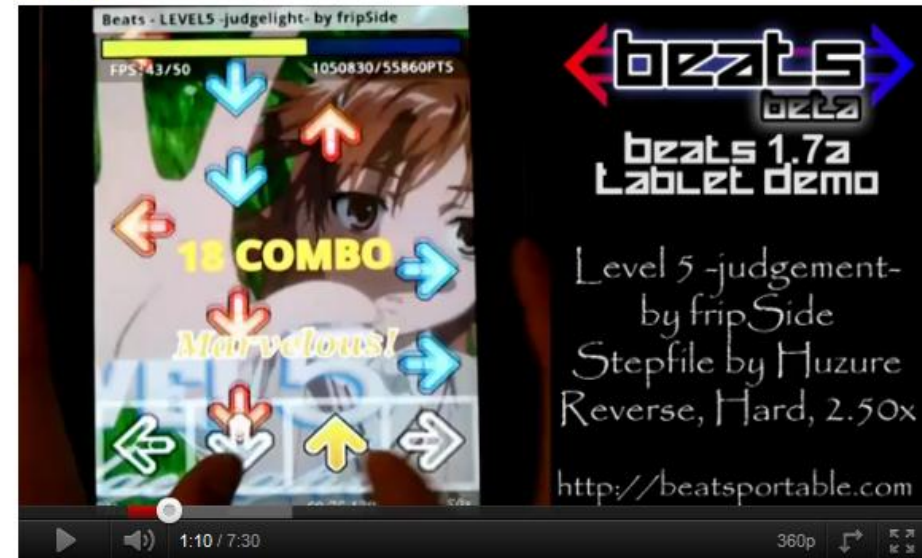 Beats - LEVEL5 -judgelight- by fripSide
FPS:43/50
1050830/55860PTS
18 COMBO
Marvelous!
beats
beta
beats 1.7a
tablet demo
Level 5 -judgement-
by fripSide
Stepfile by Huzure
Reverse, Hard, 2.50x
http://beatsportable.com
1:10 / 7:30
360p